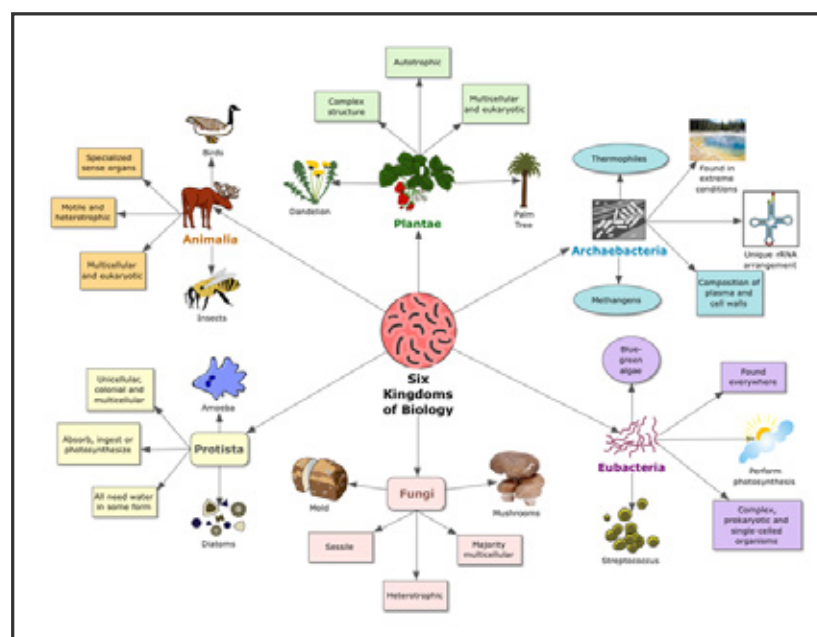 Autotrophic
Complex
structure
Multicellular
and eukaryotic
Dandelion
Plantae
Palm
Tree
Birds
Specialized
sense organs
Motile and
heterotrophic
Multicellular
and eukaryotic
Animalia
Insects
Thermophiles
Found in
extreme
conditions
Archaebacteria
Unique rRNA
arrangement
Methangens
Composition of
plasma and
cell walls
Six
Kingdoms
of Biology
Unicellular,
colonial and
multicellular
Amoeba
Absorb, ingest or
photosynthesize
Protista
All need water
in some form
Diatoms
Mold
Fungi
Mushrooms
Sessile
Majority
multicellular
Heterotrophic
Blue-
green
algae
Found
everywhere
Eubacteria
Perform
photosynthesis
Streptococcus
Complex,
prokaryotic and
single-celled
organisms